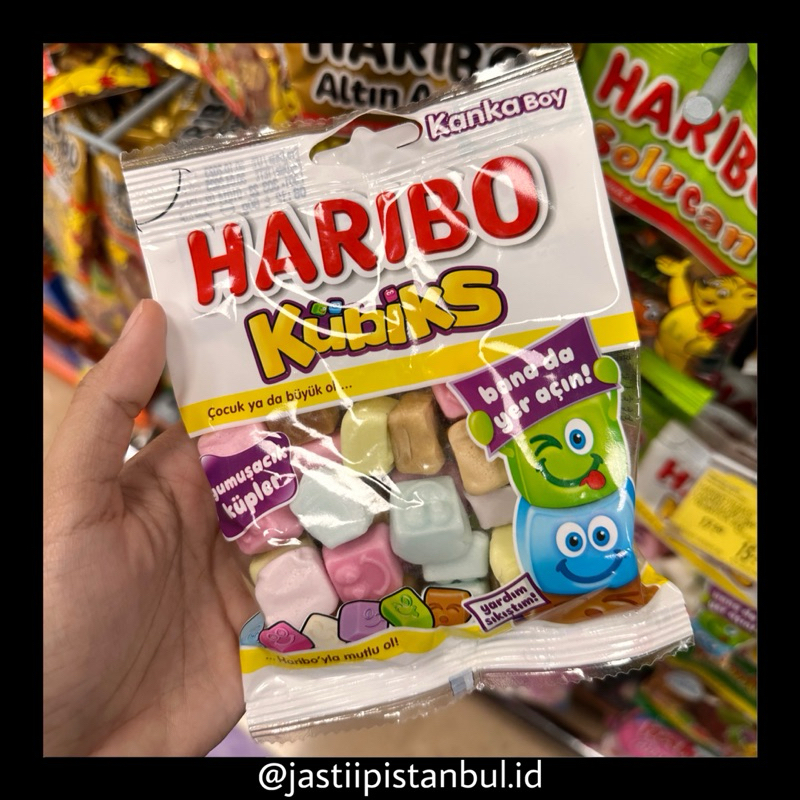 HARIBO
Altın
HARIBO
Solucan
Kanka Boy
HARIBO
Kübiks
Çocuk ya da büyük ol...
bana da
yer açın!
yumuşacık
küpler
yardım
sıkıştım!
... Haribo'yla mutlu ol!
@jastiipistanbul.id